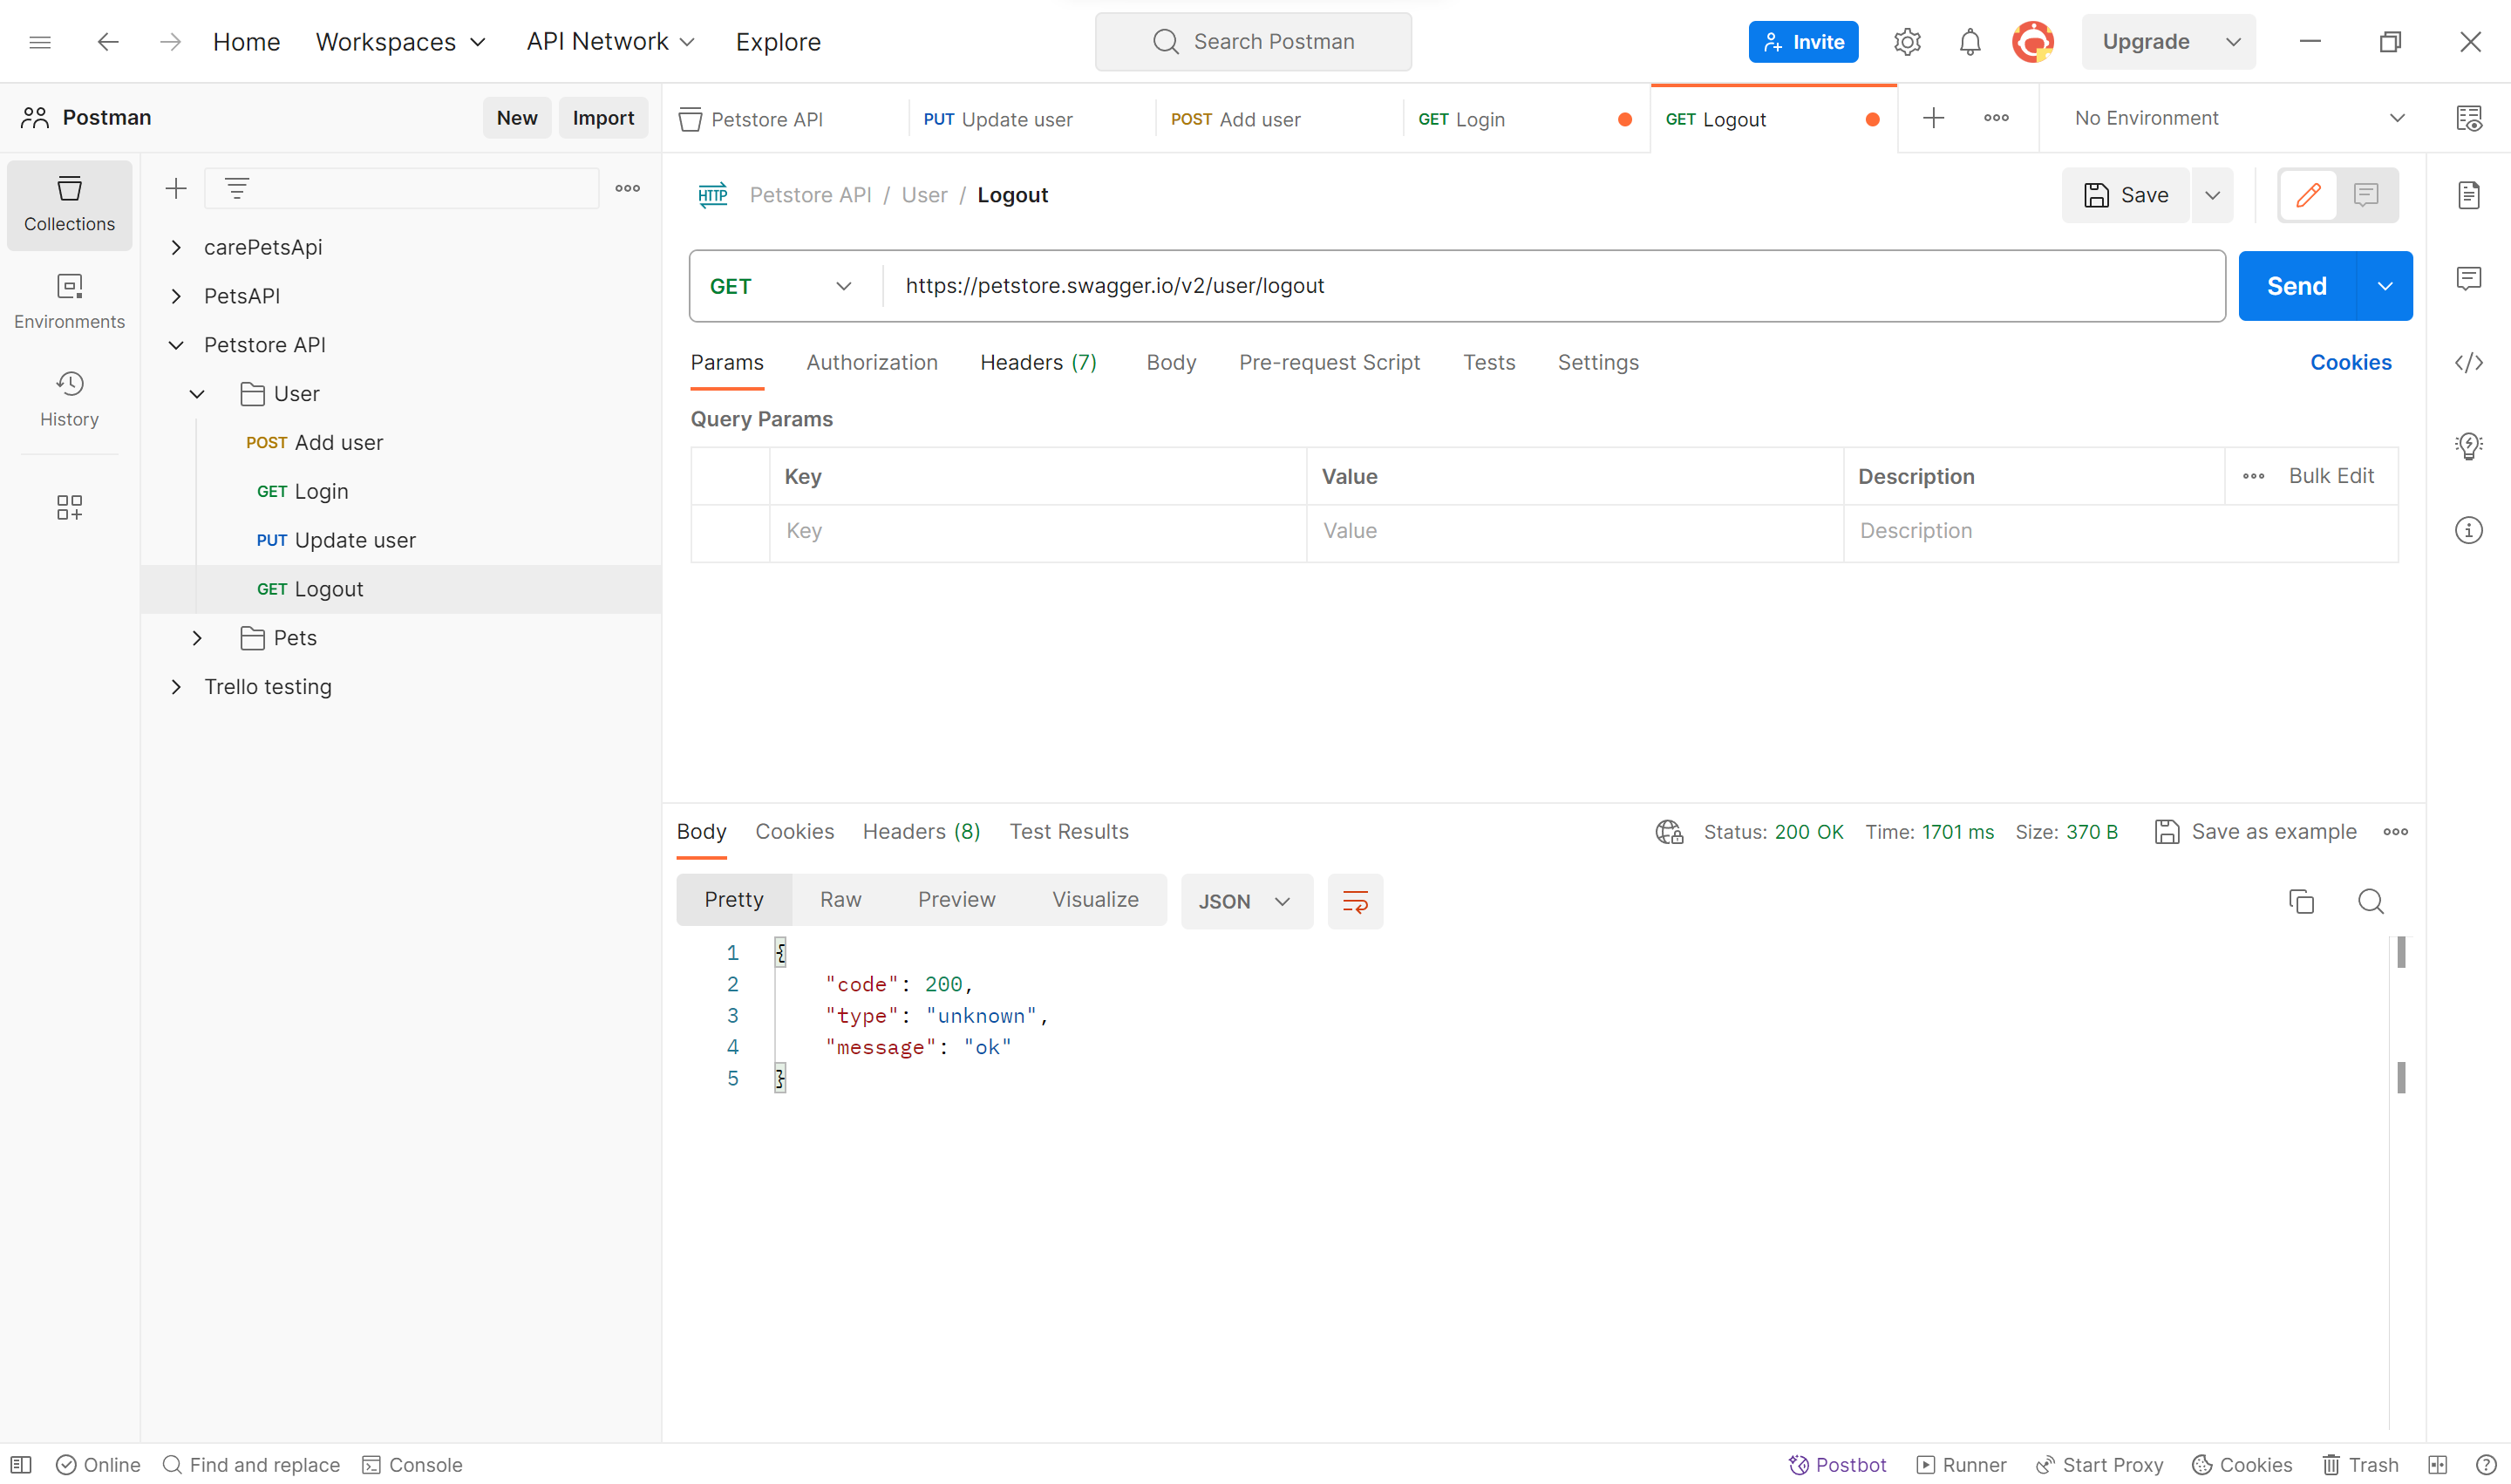 Home Workspaces API Network Explore Search Postman Invite Upgrade
Postman New Import Petstore API PUT Update user POST Add user GET Login GET Logout No Environment
Collections
Environments
History
carePetsApi
PetsAPI
Petstore API
User
POST Add user
GET Login
PUT Update user
GET Logout
Pets
Trello testing
HTTP Petstore API / User / Logout Save
GET https://petstore.swagger.io/v2/user/logout Send
Params Authorization Headers (7) Body Pre-request Script Tests Settings Cookies
Query Params
Key Value Description Bulk Edit
Key Value Description
Body Cookies Headers (8) Test Results Status: 200 OK Time: 1701 ms Size: 370 B Save as example
Pretty Raw Preview Visualize JSON
1 {
2 "code": 200,
3 "type": "unknown",
4 "message": "ok"
5 }
Online Find and replace Console Postbot Runner Start Proxy Cookies Trash